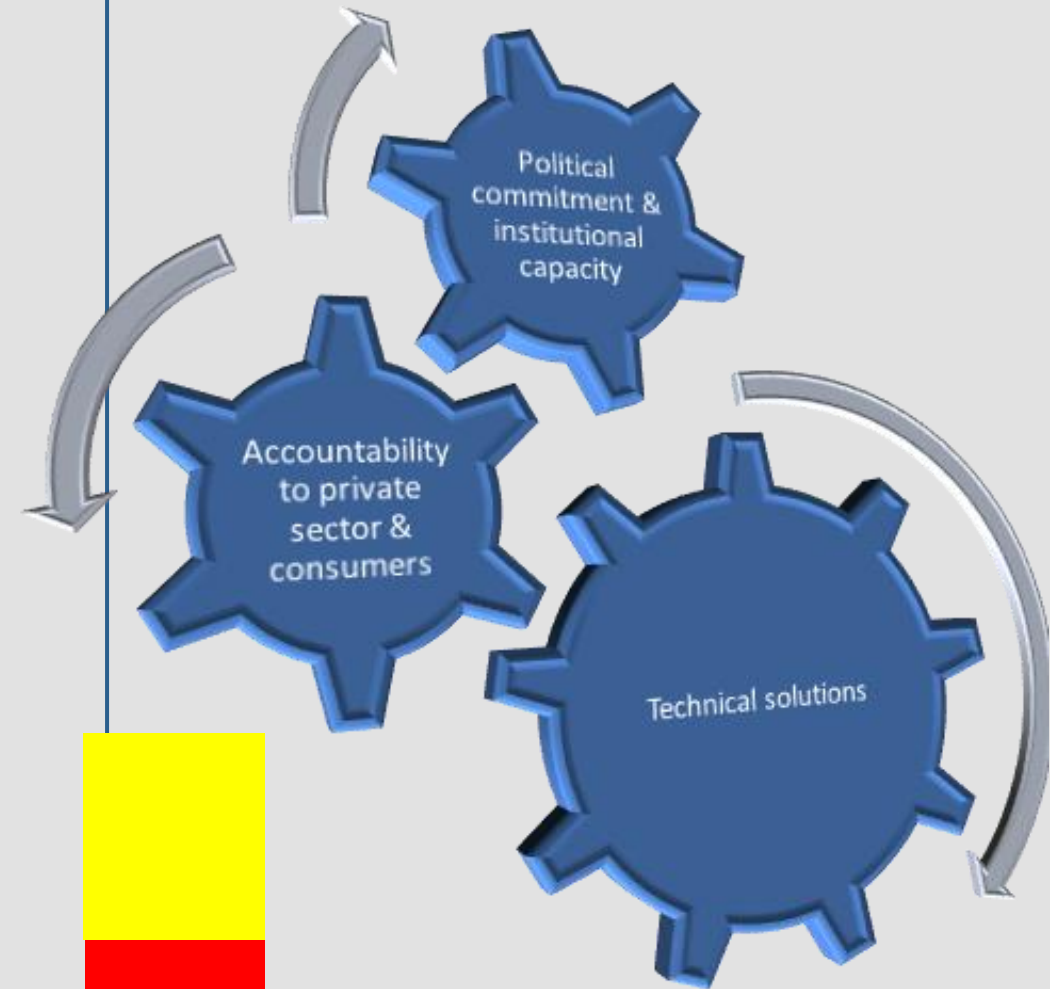 Political
commitment &
institutional
capacity
Accountability
to private
sector &
consumers
Technical solutions